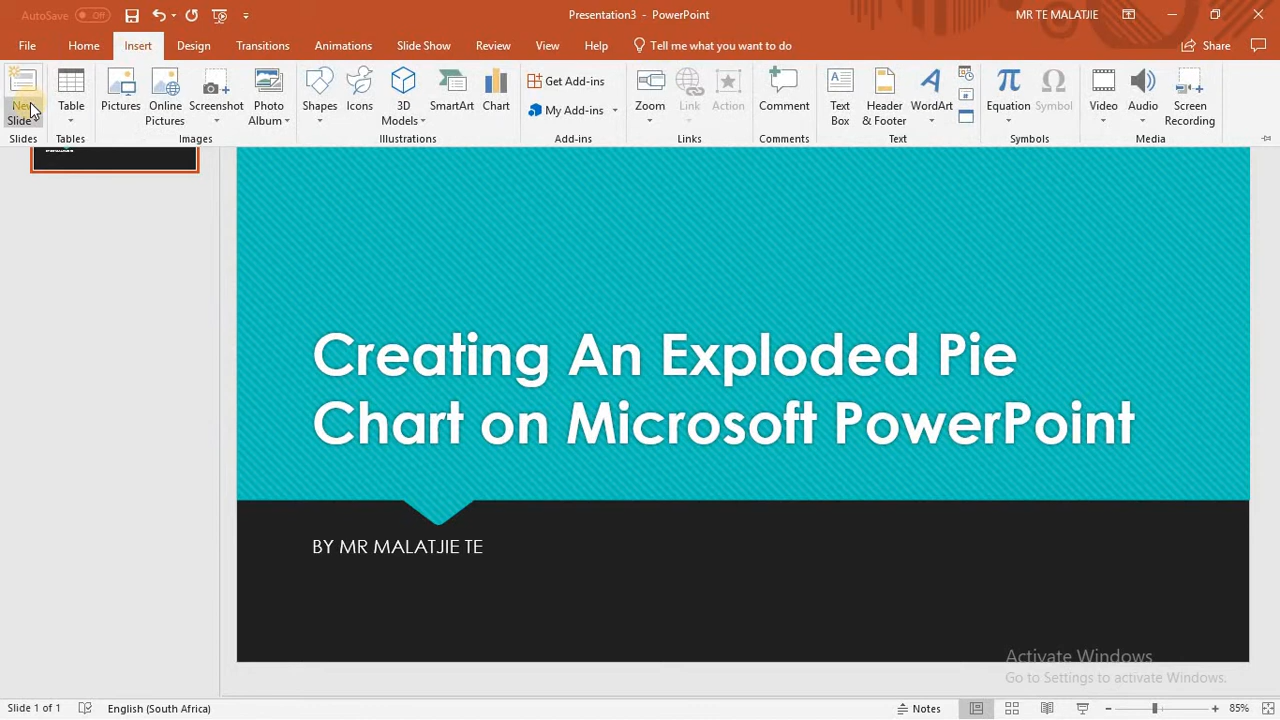 AutoSave Off Presentation3 - PowerPoint MR TE MALATJIE
File Home Insert Design Transitions Animations Slide Show Review View Help Tell me what you want to do Share
New Slide Table Pictures Online Pictures Screenshot Photo Album Shapes Icons 3D Models SmartArt Chart Get Add-ins My Add-ins Zoom Link Action Comment Text Box Header & Footer WordArt Equation Symbol Video Audio Screen Recording
Slides Tables Images Illustrations Add-ins Links Comments Text Symbols Media
Creating An Exploded Pie
Chart on Microsoft PowerPoint
BY MR MALATJIE TE
Activate Windows
Go to Settings to activate Windows.
Slide 1 of 1 English (South Africa) Notes 85%